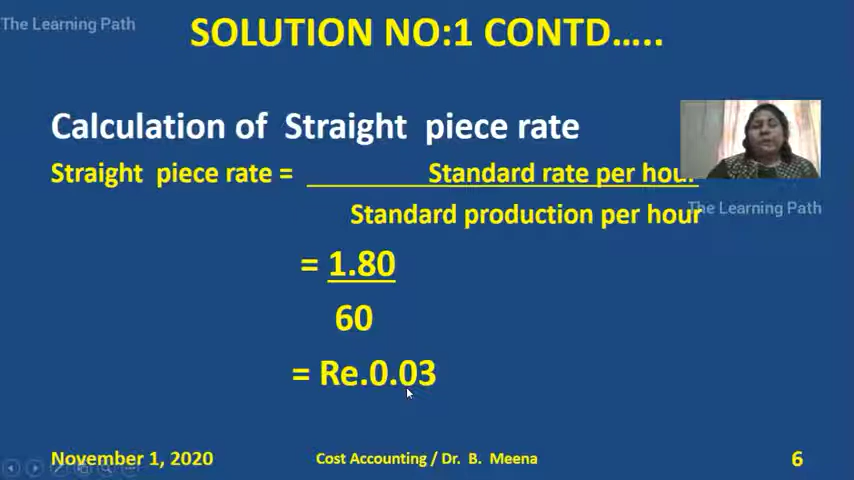 The Learning Path
SOLUTION NO:1 CONTD.....
Calculation of Straight piece rate
Straight piece rate = Standard rate per hour
Standard production per hour
The Learning Path
= 1.80
60
= Re.0.03
November 1, 2020
Cost Accounting / Dr. B. Meena
6